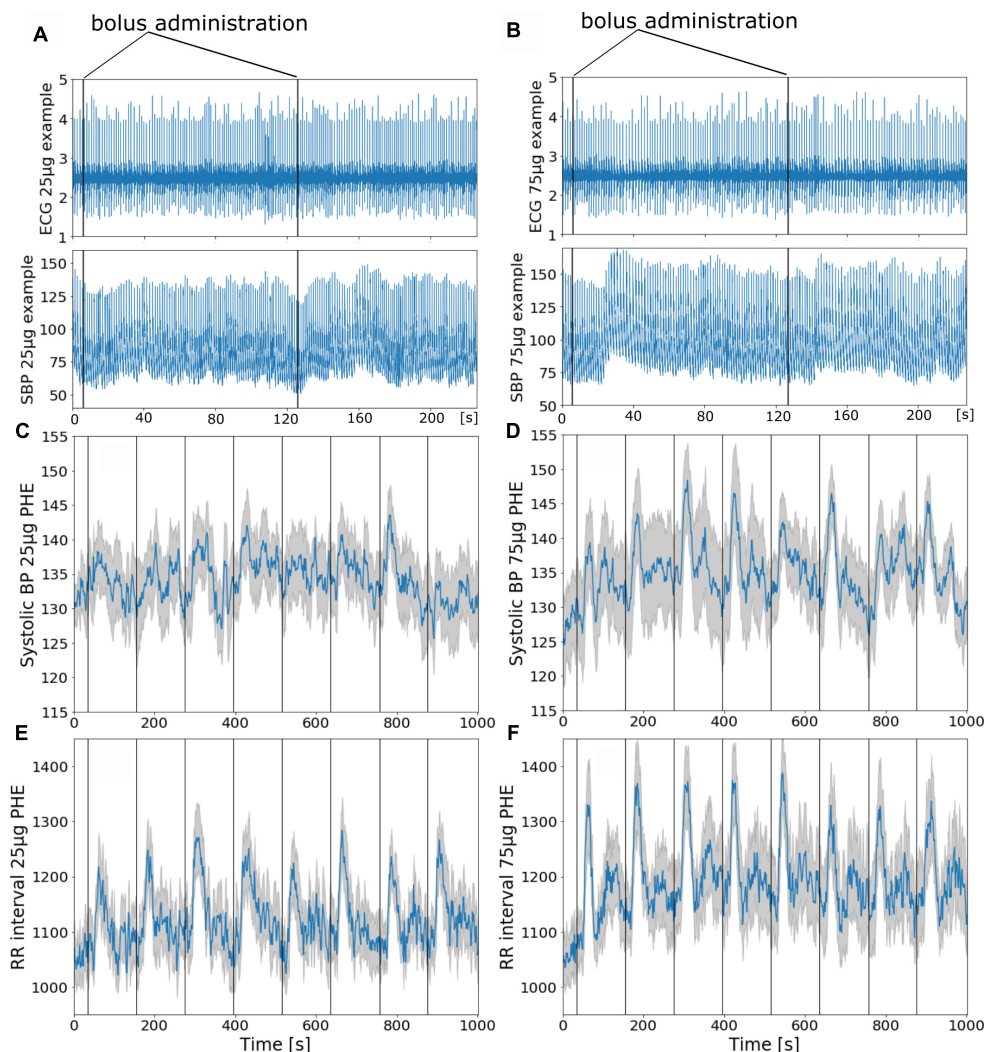 A
bolus administration
B
bolus administration
ECG 25µg example
5
4
3
2
1
ECG 75µg example
5
4
3
2
1
SBP 25µg example
150
125
100
75
50
0 40 80 120 160 200 [s]
SBP 75µg example
150
125
100
75
50
0 40 80 120 160 200 [s]
C
Systolic BP 25µg PHE
155
150
145
140
135
130
125
120
115
0 200 400 600 800 1000
D
Systolic BP 75µg PHE
155
150
145
140
135
130
125
120
115
0 200 400 600 800 1000
E
RR interval 25µg PHE
1400
1300
1200
1100
1000
0 200 400 600 800 1000
Time [s]
F
RR interval 75µg PHE
1400
1300
1200
1100
1000
0 200 400 600 800 1000
Time [s]